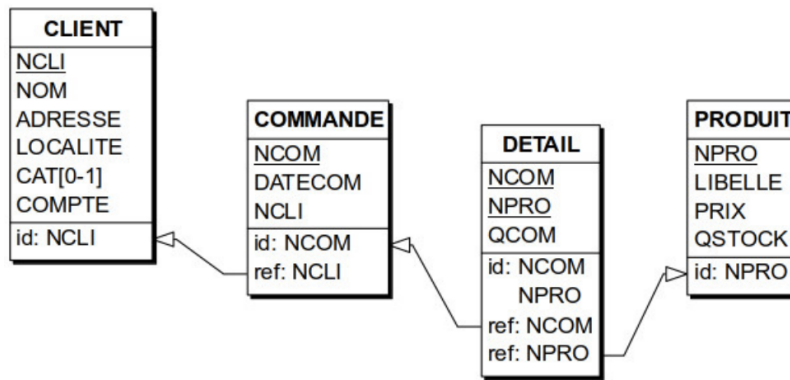 CLIENT
NCLI
NOM
ADRESSE
LOCALITE
CAT[0-1]
COMPTE
id: NCLI
COMMANDE
NCOM
DATECOM
NCLI
id: NCOM
ref: NCLI
DETAIL
NCOM
NPRO
QCOM
id: NCOM
NPRO
ref: NCOM
ref: NPRO
PRODUIT
NPRO
LIBELLE
PRIX
QSTOCK
id: NPRO